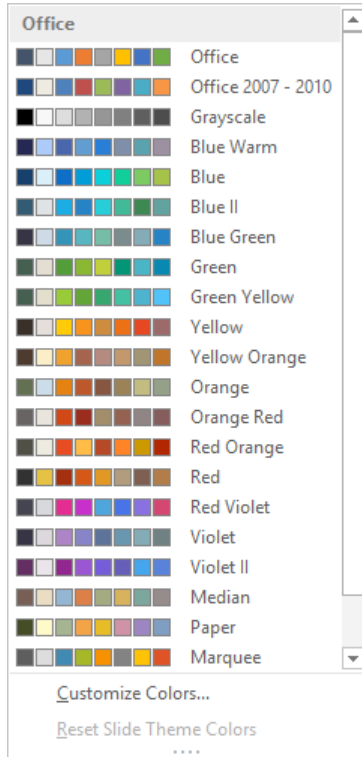 Office
Office
Office 2007 - 2010
Grayscale
Blue Warm
Blue
Blue II
Blue Green
Green
Green Yellow
Yellow
Yellow Orange
Orange
Orange Red
Red Orange
Red
Red Violet
Violet
Violet II
Median
Paper
Marquee
Customize Colors...
Reset Slide Theme Colors